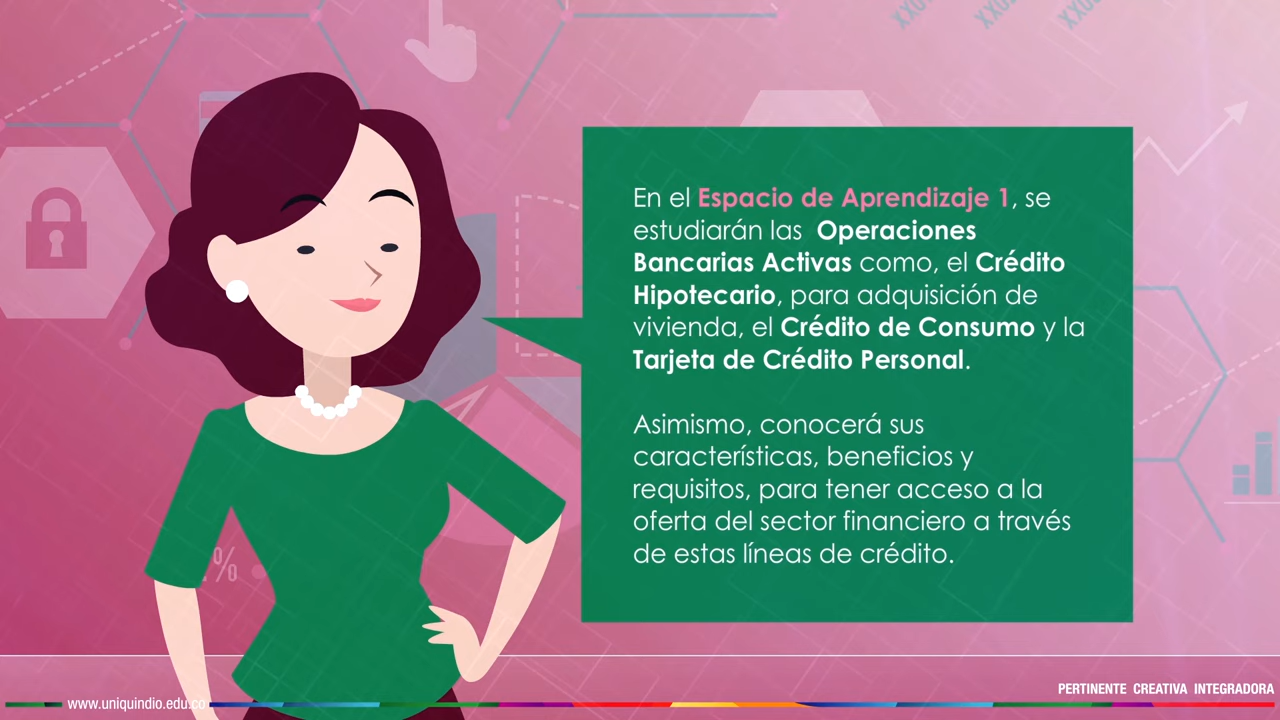 En el Espacio de Aprendizaje 1, se
estudiarán las Operaciones
Bancarias Activas como, el Crédito
Hipotecario, para adquisición de
vivienda, el Crédito de Consumo y la
Tarjeta de Crédito Personal.
Asimismo, conocerá sus
características, beneficios y
requisitos, para tener acceso a la
oferta del sector financiero a través
de estas líneas de crédito.
%
PERTINENTE CREATIVA INTEGRADORA
www.uniquindio.edu.co